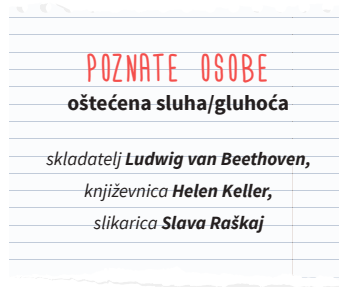 POZNATE OSOBE
oštećena sluha/gluhoća
skladatelj Ludwig van Beethoven,
književnica Helen Keller,
slikarica Slava Raškaj